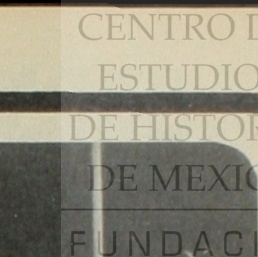 CENTRO D
ESTUDIO
DE HISTOR
DE MEXIC
FUNDACI